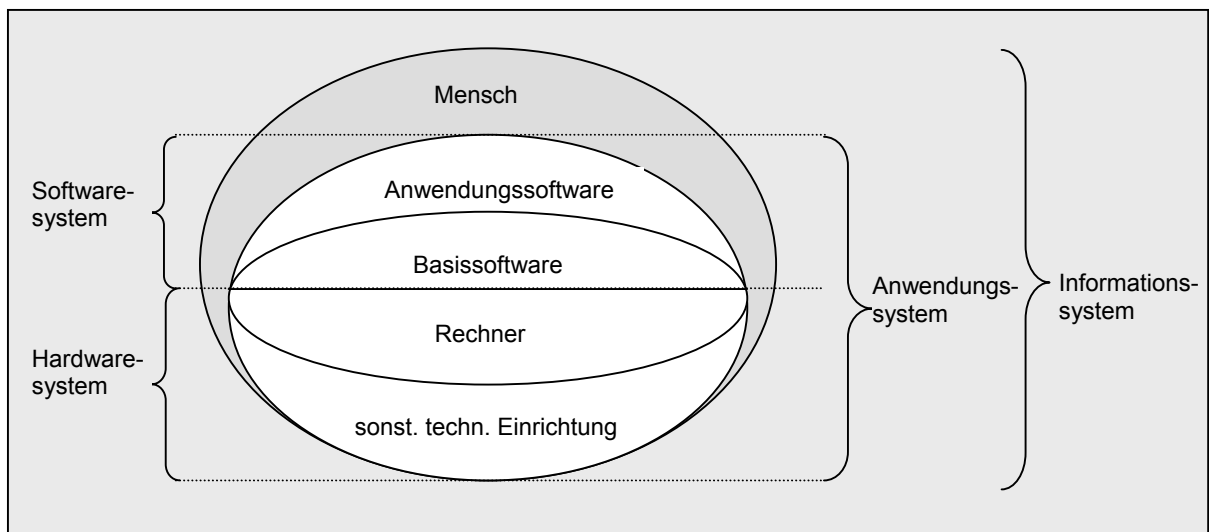 Mensch
Software-
system
Anwendungssoftware
Basissoftware
Anwendungs-
system
Informations-
system
Rechner
Hardware-
system
sonst. techn. Einrichtung